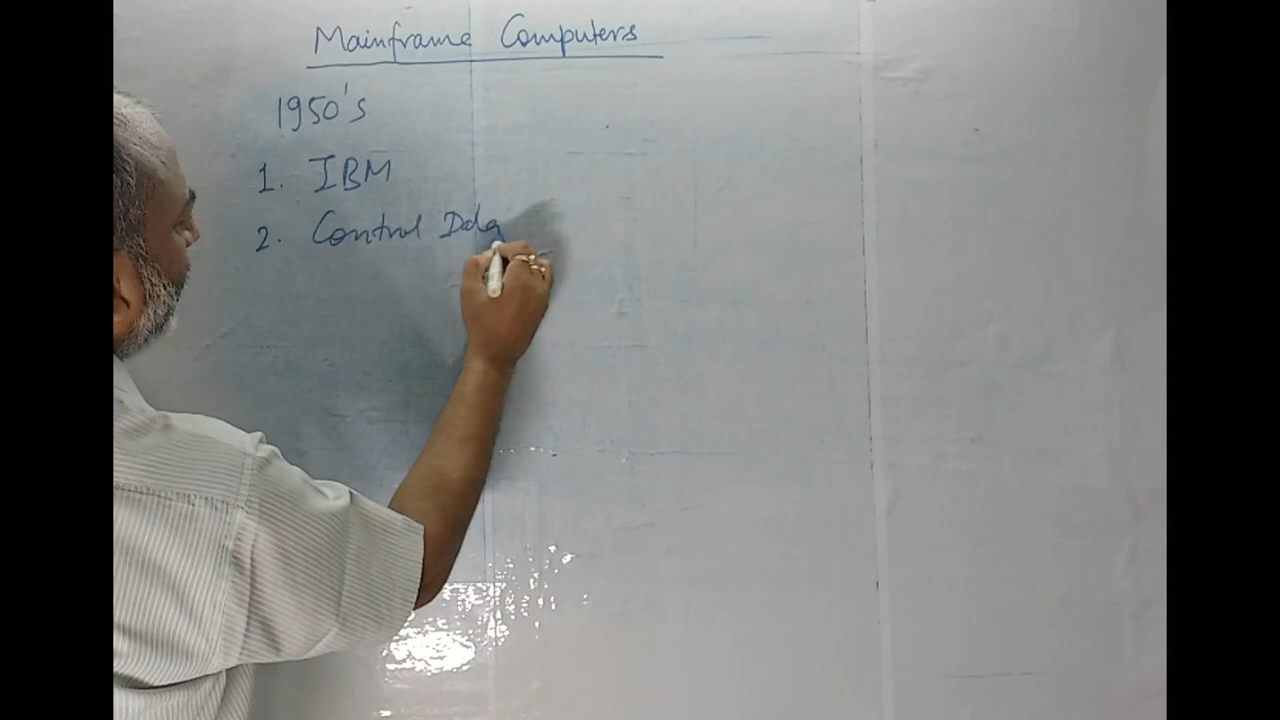 Mainframe Computers
1950's
1. IBM
2. Control Data